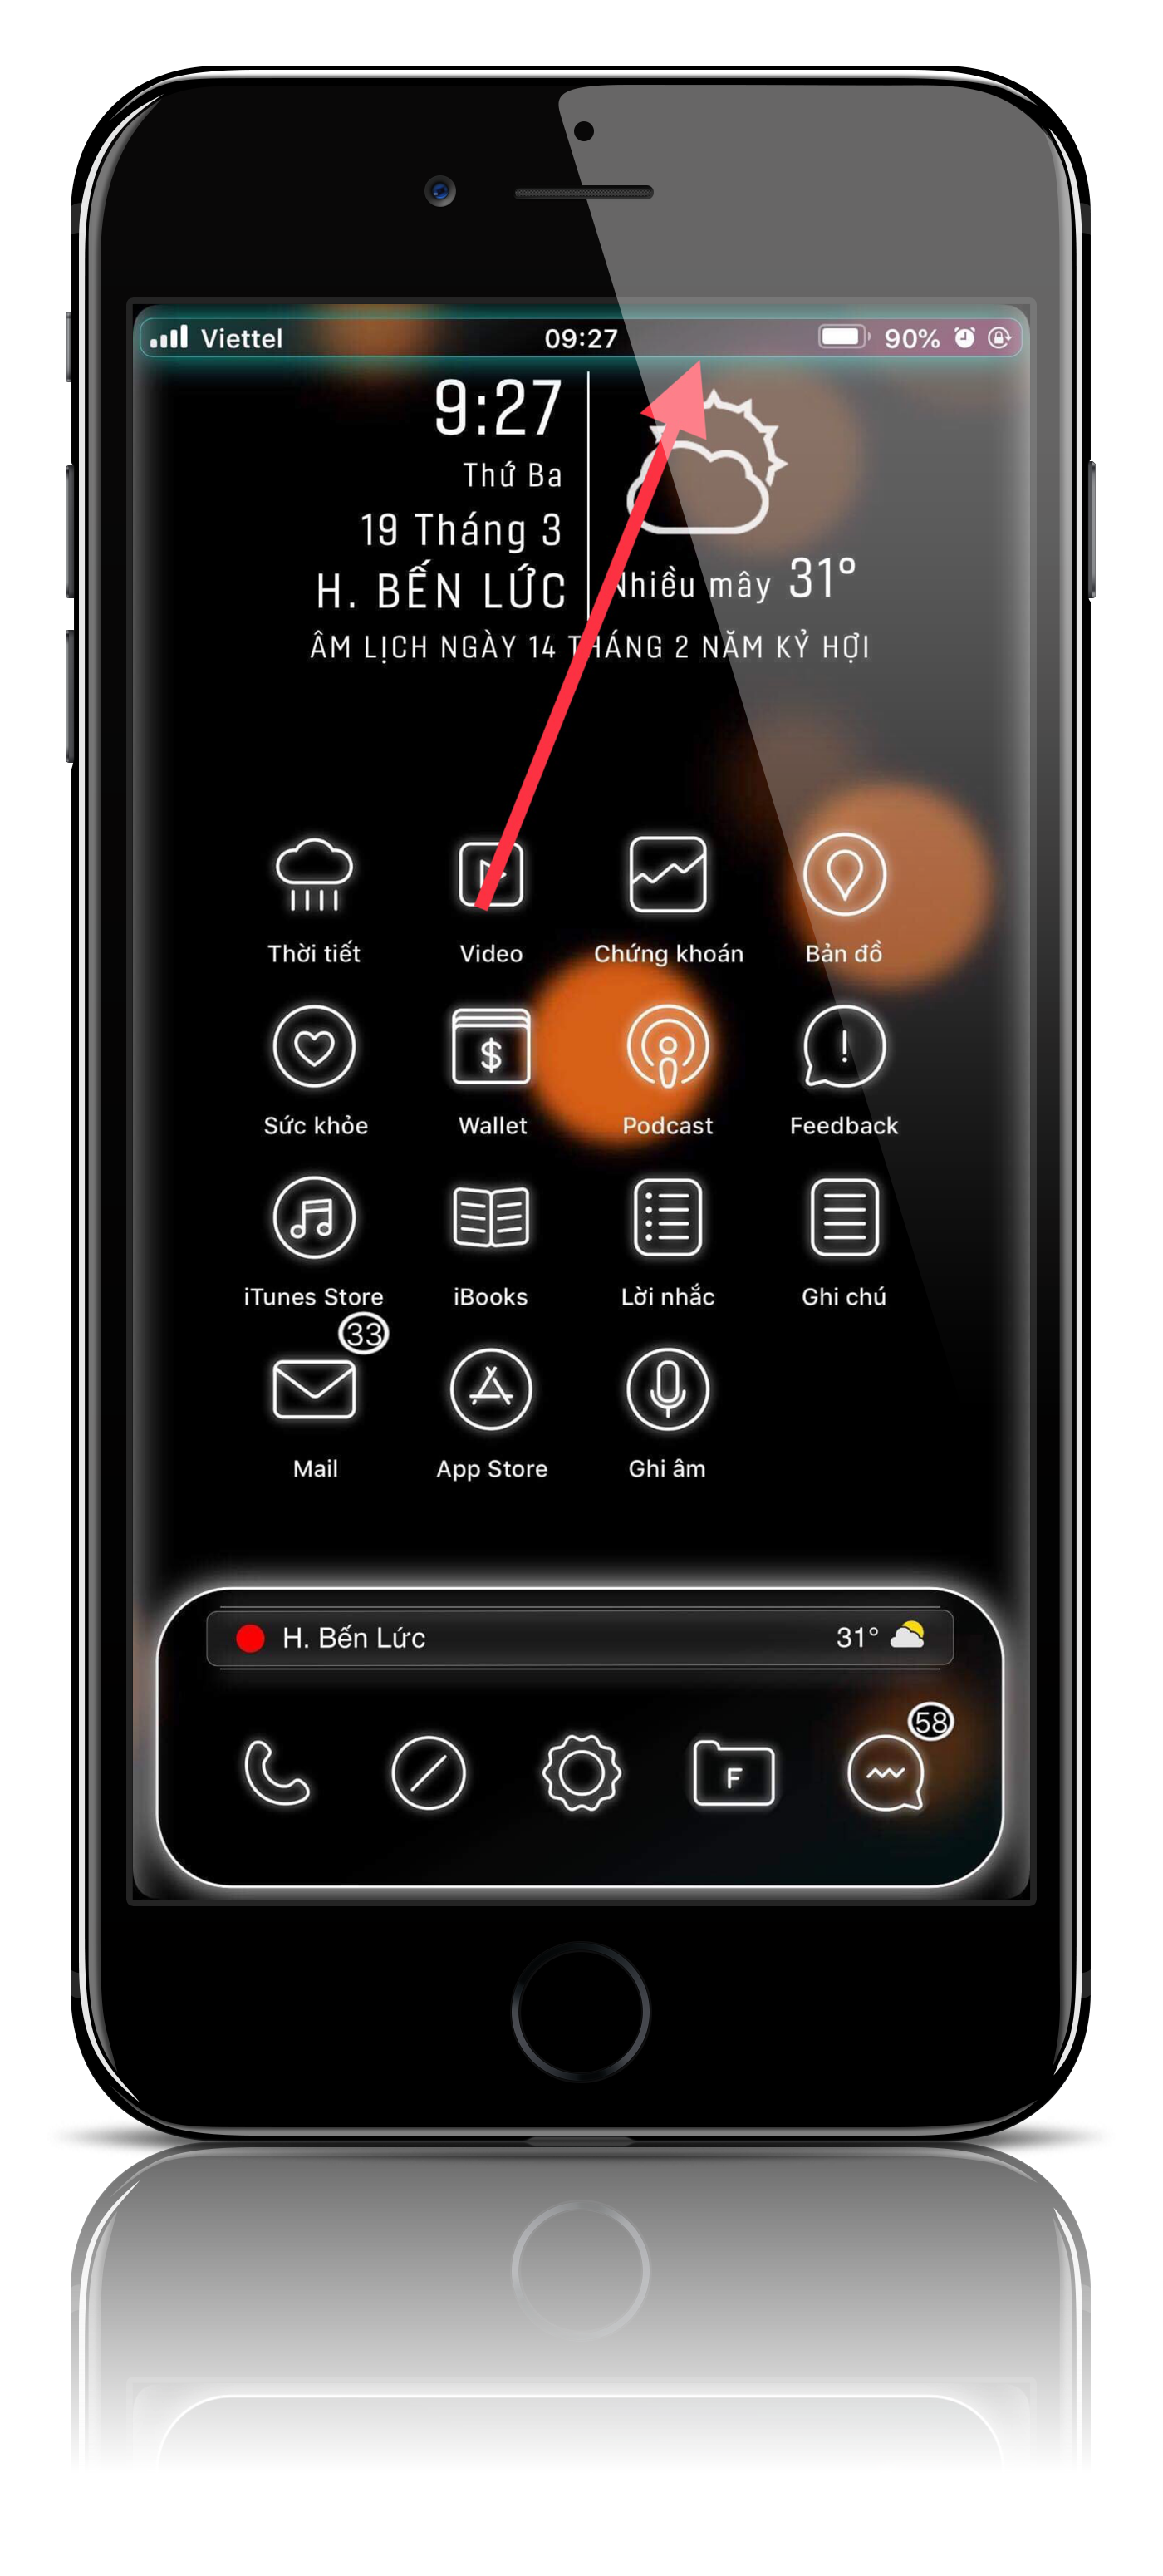 Viettel 09:27 90%
9:27
Thứ Ba
19 Tháng 3
H. BẾN LỨC
Nhiều mây 31°
ÂM LỊCH NGÀY 14 THÁNG 2 NĂM KỶ HỢI
Thời tiết Video Chứng khoán Bản đồ
$ !
Sức khỏe Wallet Podcast Feedback
iTunes Store iBooks Lời nhắc Ghi chú
33
Mail App Store Ghi âm
H. Bến Lức 31°
58
F